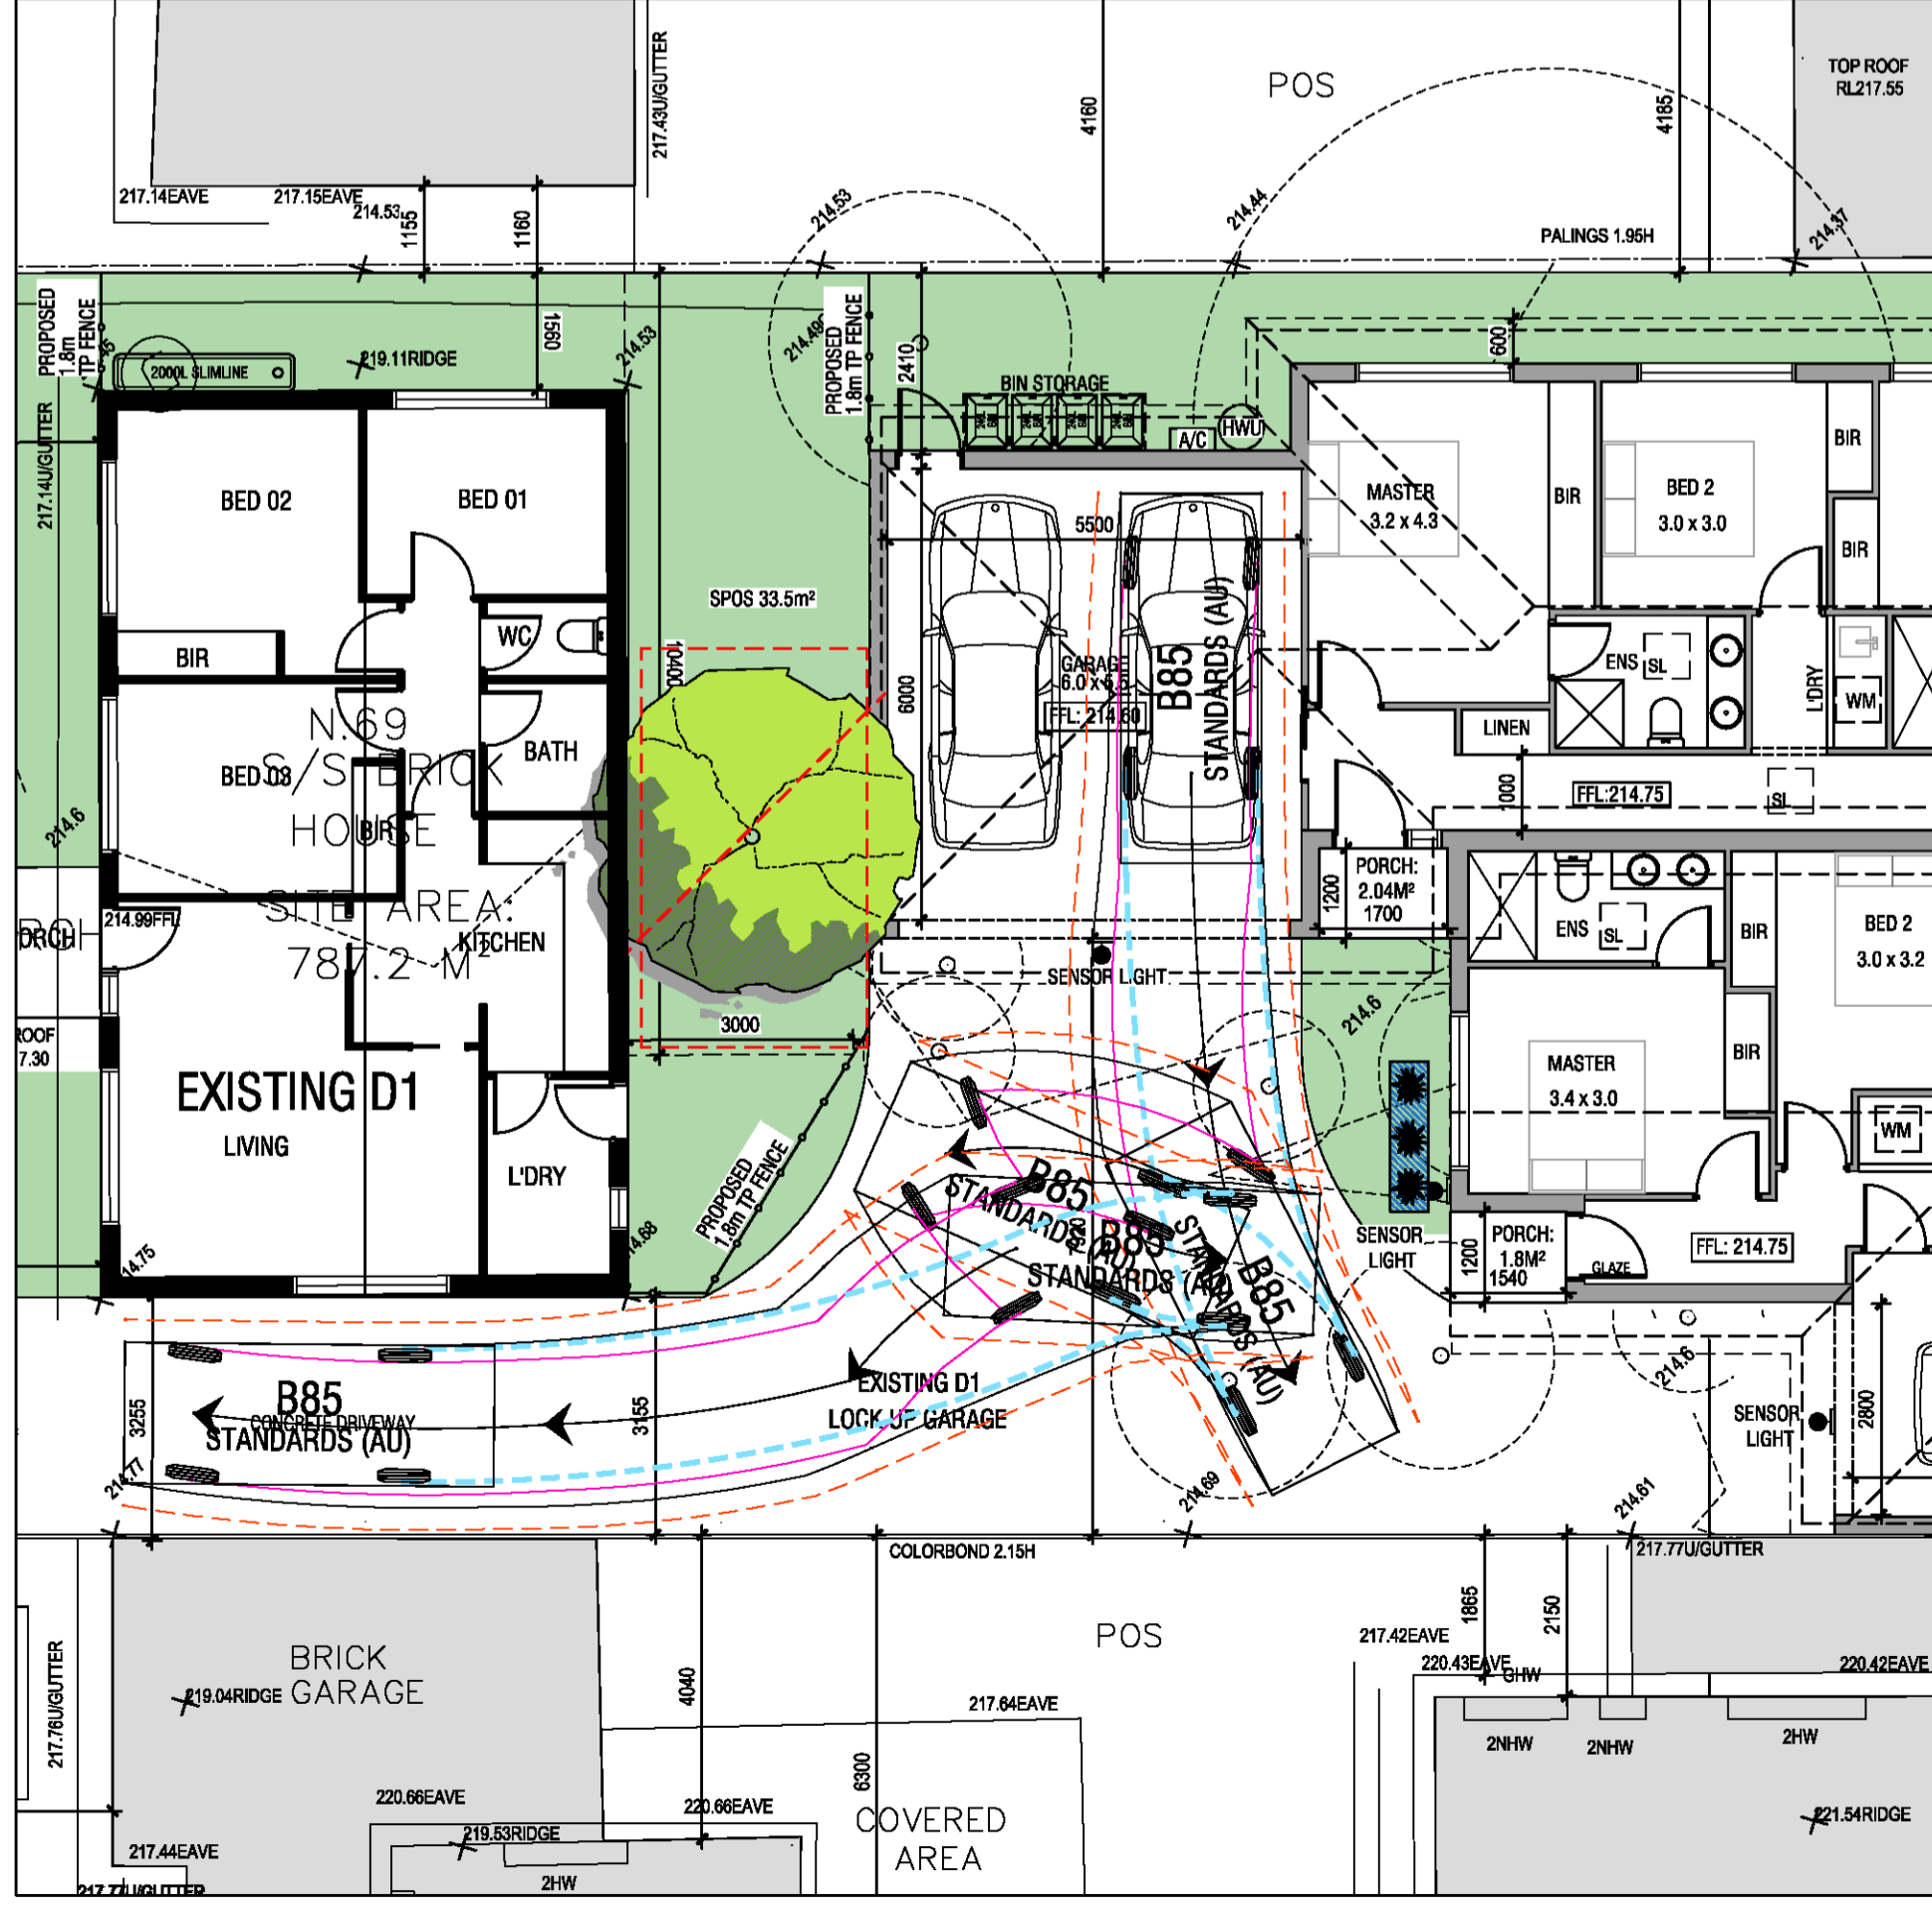 POS
TOP ROOF
RL217.55
217.43U/GUTTER
4160
4185
217.14EAVE
217.15EAVE
214.53
1155
1160
214.53
214.44
PALINGS 1.95H
214.37
PROPOSED
1.8m
TP FENCE
2000L SLIMLINE
219.11RIDGE
1560
214.53
PROPOSED
1.8m TP FENCE
2410
BIN STORAGE
A/C
HWU
600
217.14U/GUTTER
BED 02
BED 01
5500
MASTER
3.2 x 4.3
BIR
BED 2
3.0 x 3.0
BIR
BIR
SPOS 33.5m²
WC
BIR
10400
6000
GARAGE
FFL: 214.60
B85
STANDARDS (AU)
ENS
SL
L'DRY
WM
LINEN
N.69
S/S BRICK
HOUSE
BED 03
BATH
BIR
1000
FFL:214.75
SL
214.6
SITE AREA:
787.2 M²
214.99FFL
KITCHEN
PORCH:
2.04M²
1700
1200
ENS
SL
BIR
BED 2
3.0 x 3.2
SENSOR LIGHT
214.6
3000
MASTER
3.4 x 3.0
BIR
WM
EXISTING D1
LIVING
L'DRY
PROPOSED
1.8m TP FENCE
B85
STANDARDS (AU)
B85
STANDARDS (AU)
B85
STANDARDS (AU)
SENSOR
LIGHT
1200
PORCH:
1.8M²
1540
GLAZE
FFL: 214.75
3255
B85
CONCRETE DRIVEWAY
STANDARDS (AU)
214.77
3155
EXISTING D1
LOCK UP GARAGE
214.6
SENSOR
LIGHT
2800
214.69
214.61
COLORBOND 2.15H
217.77U/GUTTER
1865
2150
BRICK
GARAGE
219.04RIDGE
217.76U/GUTTER
4040
POS
217.42EAVE
220.43EAVE
GHW
220.42EAVE
217.64EAVE
2NHW
2NHW
2HW
6300
220.66EAVE
220.66EAVE
COVERED
AREA
221.54RIDGE
219.53RIDGE
217.44EAVE
2HW